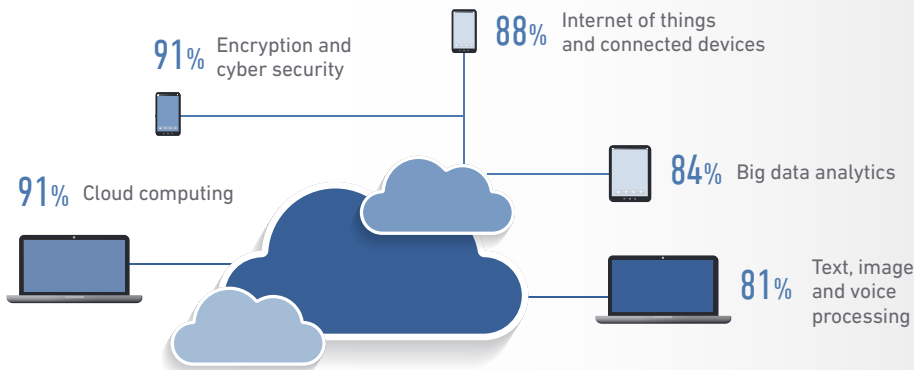 91% Encryption and
cyber security
88% Internet of things
and connected devices
91% Cloud computing
84% Big data analytics
81% Text, image
and voice
processing